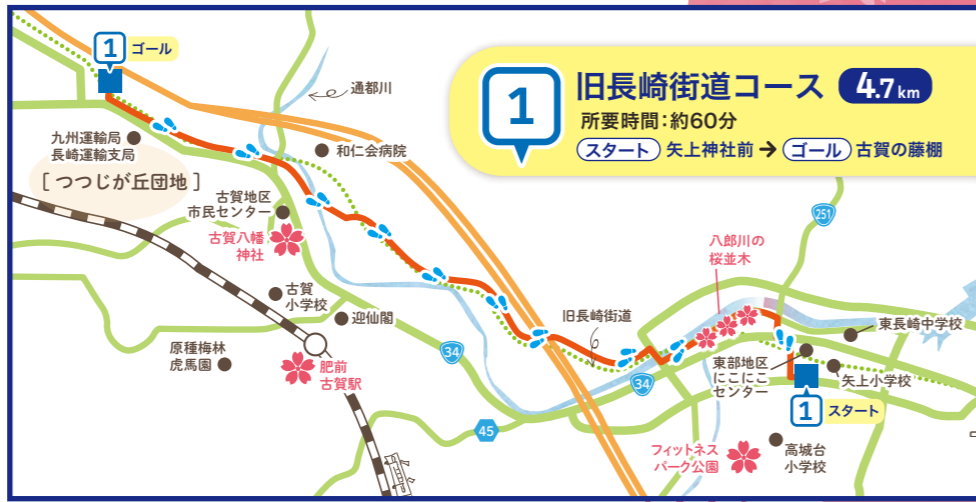 1 ゴール
通都川
九州運輸局
長崎運輸支局
[つつじが丘団地]
和仁会病院
古賀地区
市民センター
古賀八幡
神社
古賀
小学校
迎仙閣
原種梅林
虎馬園
肥前
古賀駅
34
45
旧長崎街道
1
旧長崎街道コース 4.7km
所要時間:約60分
スタート 矢上神社前 → ゴール 古賀の藤棚
251
八郎川の
桜並木
34
東長崎中学校
東部地区
にこにこ
センター
矢上小学校
1 スタート
フィットネス
パーク公園
高城台
小学校